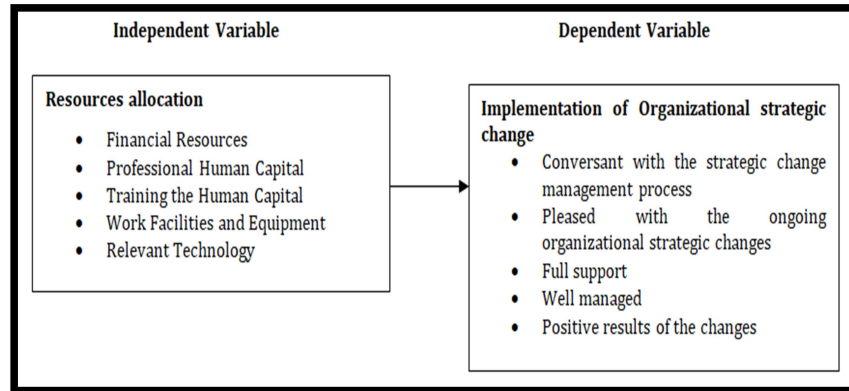 Independent Variable
Dependent Variable
Resources allocation
• Financial Resources
• Professional Human Capital
• Training the Human Capital
• Work Facilities and Equipment
• Relevant Technology
Implementation of Organizational strategic
change
• Conversant with the strategic change
management process
• Pleased with the ongoing
organizational strategic changes
• Full support
• Well managed
• Positive results of the changes